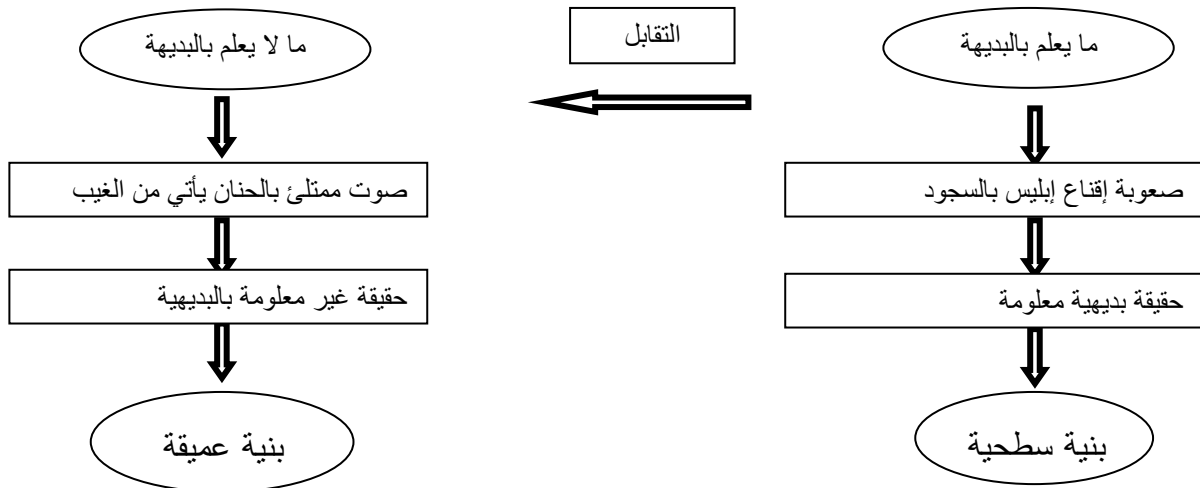 ما يعلم بالبديهة
التقابل
ما لا يعلم بالبديهة
صعوبة إقناع إبليس بالسجود
صوت ممتلئ بالحنان يأتي من الغيب
حقيقة بديهية معلومة
حقيقة غير معلومة بالبديهية
بنية سطحية
بنية عميقة